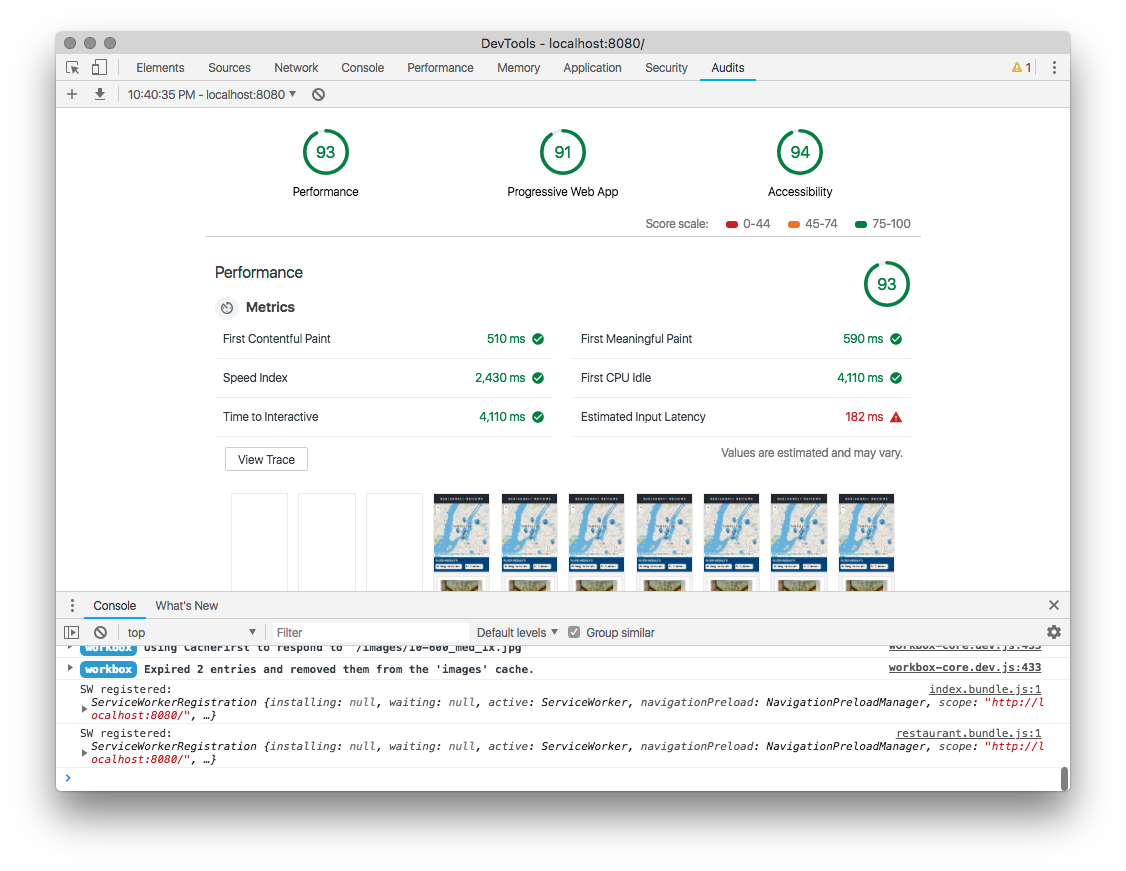 DevTools - localhost:8080/
Elements Sources Network Console Performance Memory Application Security Audits 1
10:40:35 PM - localhost:8080
93 91 94
Performance Progressive Web App Accessibility
Score scale: 0-44 45-74 75-100
Performance 93
Metrics
First Contentful Paint 510 ms First Meaningful Paint 590 ms
Speed Index 2,430 ms First CPU Idle 4,110 ms
Time to Interactive 4,110 ms Estimated Input Latency 182 ms
View Trace Values are estimated and may vary.
Console What's New
top Filter Default levels Group similar
workbox Using CacheFirst to respond to '/images/10-600_med_1x.jpg' workbox-core.dev.js:433
workbox Expired 2 entries and removed them from the 'images' cache. workbox-core.dev.js:433
SW registered: index.bundle.js:1
ServiceWorkerRegistration {installing: null, waiting: null, active: ServiceWorker, navigationPreload: NavigationPreloadManager, scope: "http://l
ocalhost:8080/", …}
SW registered: restaurant.bundle.js:1
ServiceWorkerRegistration {installing: null, waiting: null, active: ServiceWorker, navigationPreload: NavigationPreloadManager, scope: "http://l
ocalhost:8080/", …}